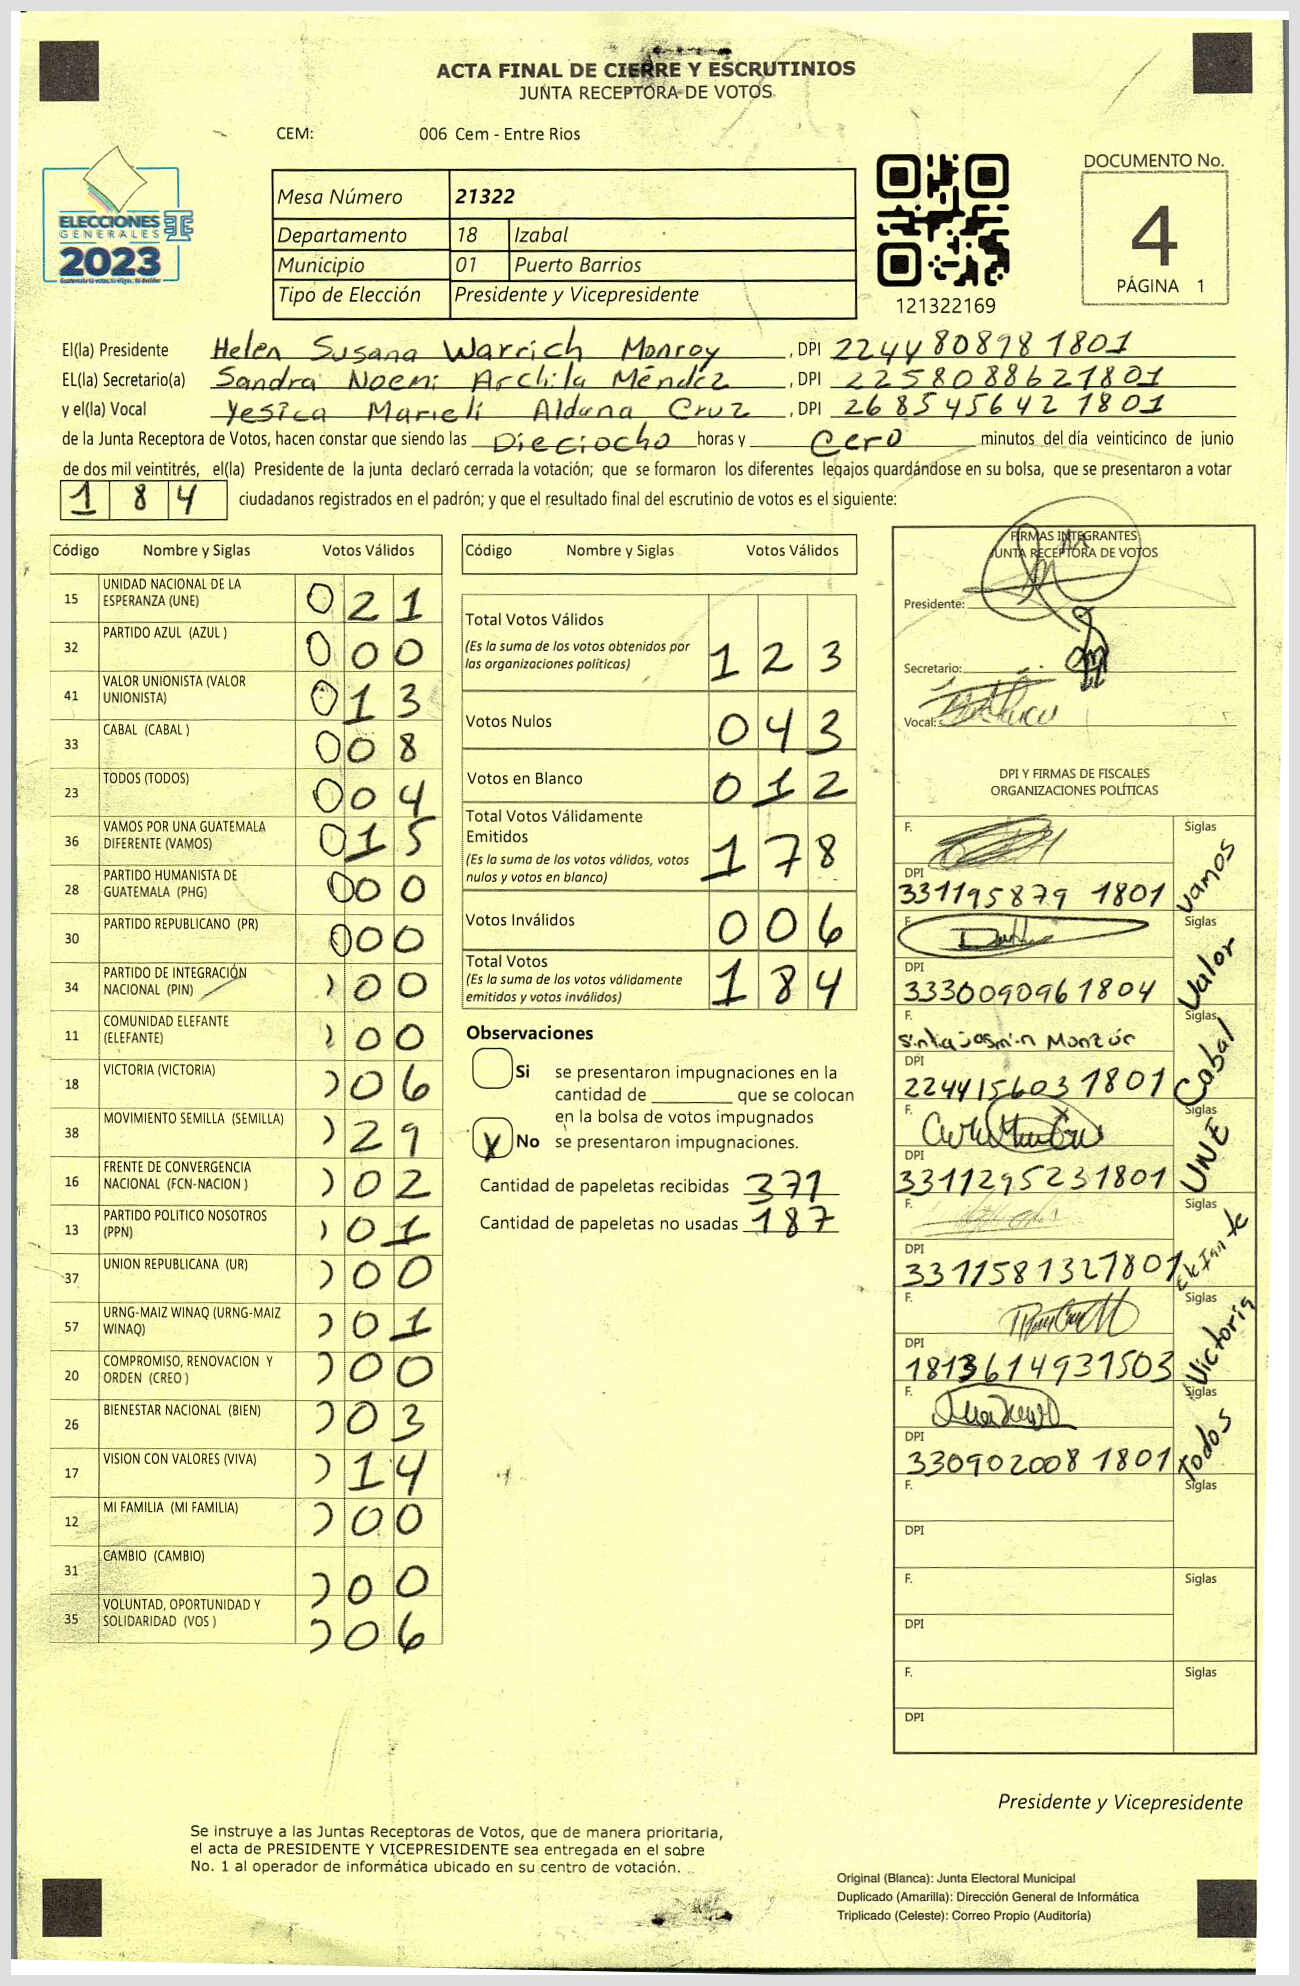 ACTA FINAL DE CIERRE Y ESCRUTINIOS
JUNTA RECEPTORA DE VOTOS
CEM: 006 Cem - Entre Rios
ELECCIONES
GENERALES
2023
Mesa Número 21322
Departamento 18 Izabal
Municipio 01 Puerto Barrios
Tipo de Elección Presidente y Vicepresidente
121322169
DOCUMENTO No.
4
PÁGINA 1
El(la) Presidente Helen Susana Warrich Monroy , DPI 2244808981801
EL(la) Secretario(a) Sandra Noemi Archila Méndez , DPI 2258088621801
y el(la) Vocal Yesica Marieli Aldana Cruz , DPI 2685456421801
de la Junta Receptora de Votos, hacen constar que siendo las Dieciocho horas y Cero minutos del día veinticinco de junio
de dos mil veintitrés, el(la) Presidente de la junta declaró cerrada la votación; que se formaron los diferentes legajos guardándose en su bolsa, que se presentaron a votar
184 ciudadanos registrados en el padrón; y que el resultado final del escrutinio de votos es el siguiente:
Código Nombre y Siglas Votos Válidos
15 UNIDAD NACIONAL DE LA ESPERANZA (UNE) 021
32 PARTIDO AZUL (AZUL ) 000
41 VALOR UNIONISTA (VALOR UNIONISTA) 013
33 CABAL (CABAL ) 008
23 TODOS (TODOS) 004
36 VAMOS POR UNA GUATEMALA DIFERENTE (VAMOS) 015
28 PARTIDO HUMANISTA DE GUATEMALA (PHG) 000
30 PARTIDO REPUBLICANO (PR) 000
34 PARTIDO DE INTEGRACIÓN NACIONAL (PIN) 000
11 COMUNIDAD ELEFANTE (ELEFANTE) 000
18 VICTORIA (VICTORIA) 006
38 MOVIMIENTO SEMILLA (SEMILLA) 029
16 FRENTE DE CONVERGENCIA NACIONAL (FCN-NACION ) 002
13 PARTIDO POLITICO NOSOTROS (PPN) 001
37 UNION REPUBLICANA (UR) 000
57 URNG-MAIZ WINAQ (URNG-MAIZ WINAQ) 001
20 COMPROMISO, RENOVACION Y ORDEN (CREO ) 000
26 BIENESTAR NACIONAL (BIEN) 003
17 VISION CON VALORES (VIVA) 014
12 MI FAMILIA (MI FAMILIA) 000
31 CAMBIO (CAMBIO) 000
35 VOLUNTAD, OPORTUNIDAD Y SOLIDARIDAD (VOS ) 006
Código Nombre y Siglas Votos Válidos
Total Votos Válidos
(Es la suma de los votos obtenidos por
las organizaciones políticas) 123
Votos Nulos 043
Votos en Blanco 012
Total Votos Válidamente
Emitidos
(Es la suma de los votos válidos, votos
nulos y votos en blanco) 178
Votos Inválidos 006
Total Votos
(Es la suma de los votos válidamente
emitidos y votos inválidos) 184
Observaciones
Si se presentaron impugnaciones en la
cantidad de ________ que se colocan
en la bolsa de votos impugnados
X No se presentaron impugnaciones.
Cantidad de papeletas recibidas 371
Cantidad de papeletas no usadas 187
FIRMAS INTEGRANTES
JUNTA RECEPTORA DE VOTOS
Presidente:
Secretario:
Vocal:
DPI Y FIRMAS DE FISCALES
ORGANIZACIONES POLÍTICAS
F. Siglas Vamos
DPI 331195879 1801
F. Siglas Valor
DPI 3330090961804
F. Sintia Jasmin Monzón Siglas Cabal
DPI 2244156031801
F. Siglas UNE
DPI 3311295231801
F. Siglas Elefante
DPI 3311581321801
F. Siglas Victoria
DPI 1813614931503
F. Siglas Todos
DPI 330902008 1801
F. Siglas
DPI
F. Siglas
DPI
F. Siglas
DPI
Presidente y Vicepresidente
Se instruye a las Juntas Receptoras de Votos, que de manera prioritaria,
el acta de PRESIDENTE Y VICEPRESIDENTE sea entregada en el sobre
No. 1 al operador de informática ubicado en su centro de votación.
Original (Blanca): Junta Electoral Municipal
Duplicado (Amarilla): Dirección General de Informática
Triplicado (Celeste): Correo Propio (Auditoría)